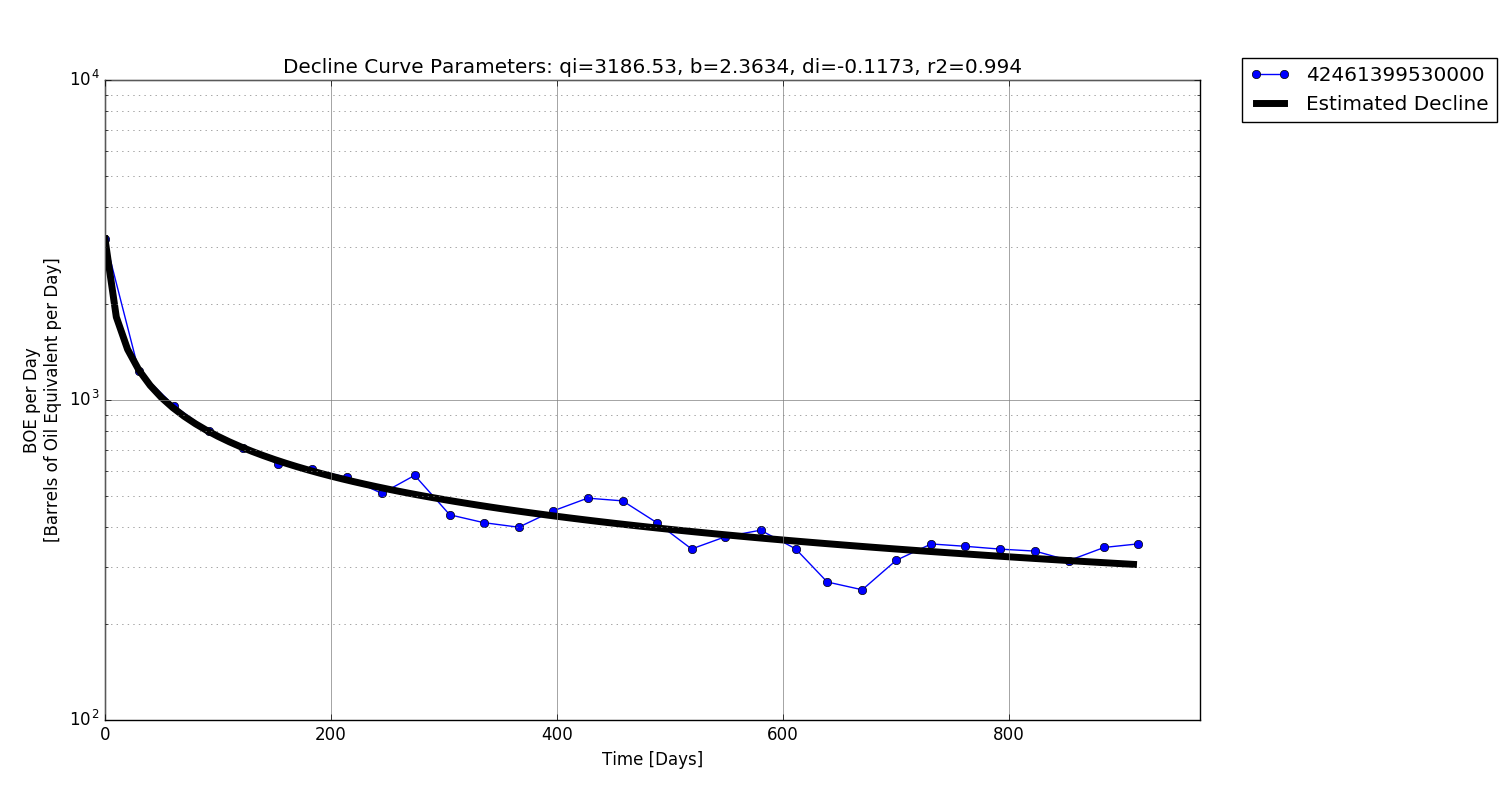 Decline Curve Parameters: qi=3186.53, b=2.3634, di=-0.1173, r2=0.994
42461399530000
Estimated Decline
10^4
10^3
10^2
BOE per Day
[Barrels of Oil Equivalent per Day]
0 200 400 600 800
Time [Days]